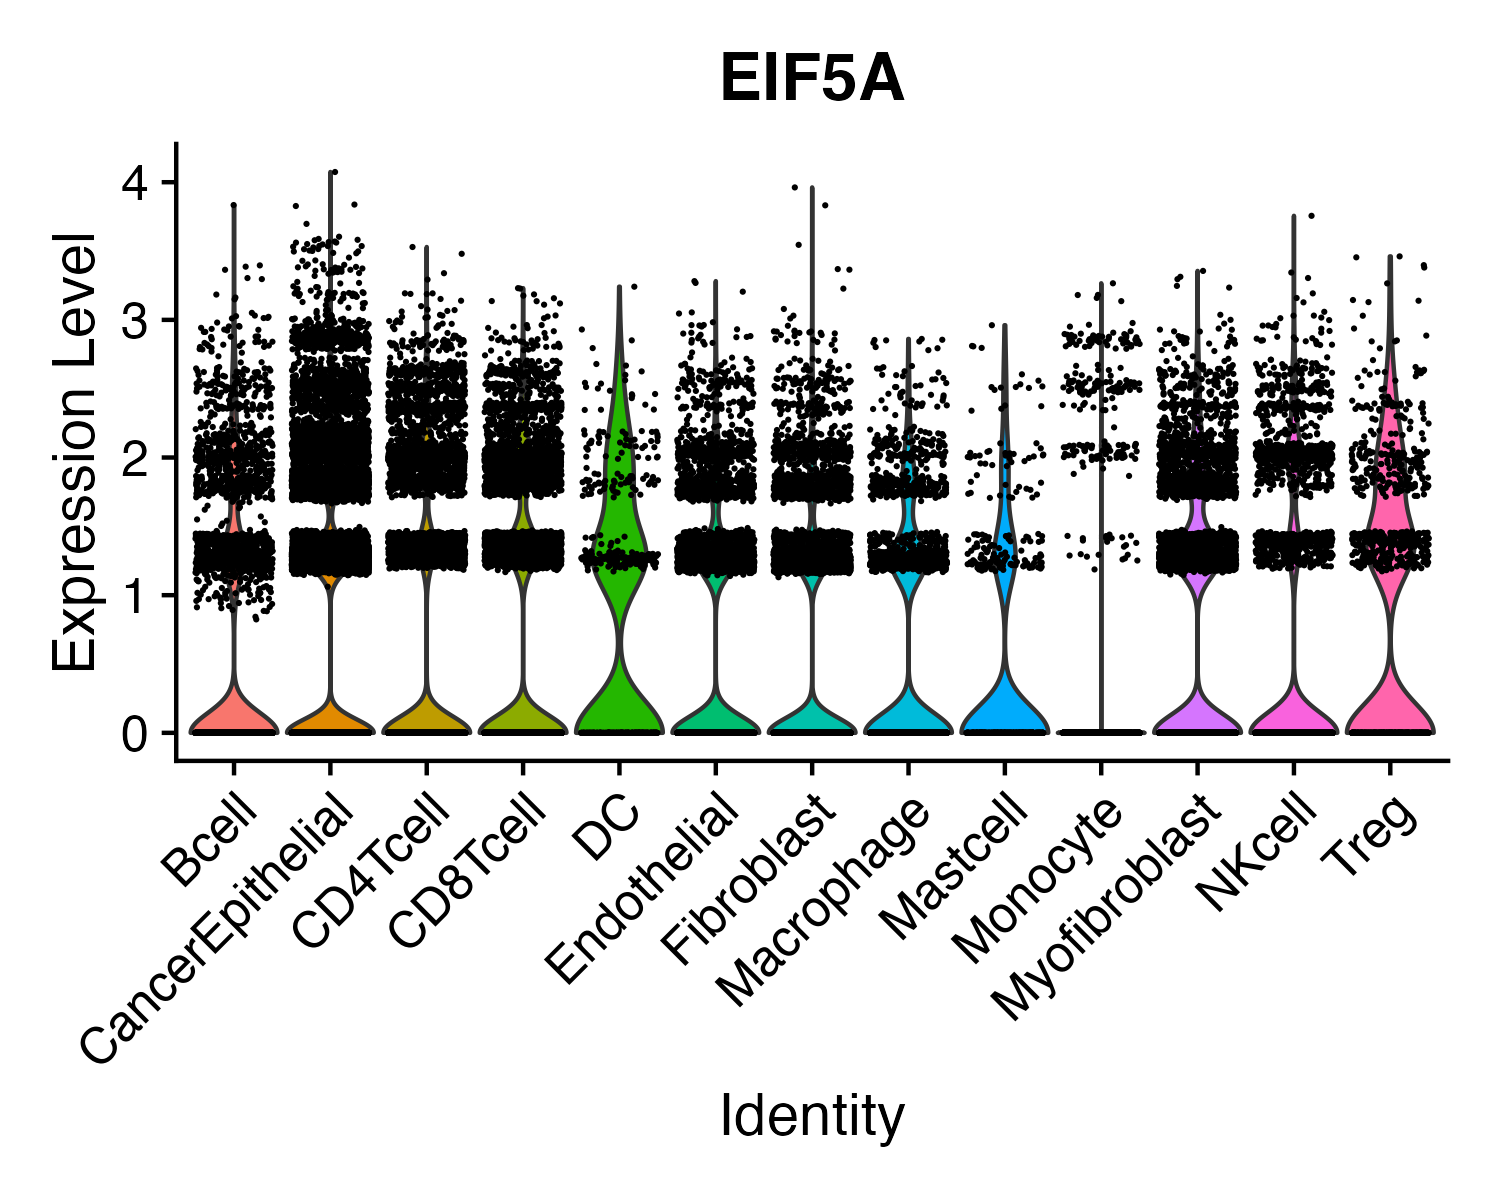 EIF5A
Expression Level
4
3
2
1
0
Bcell
CancerEpithelial
CD4Tcell
CD8Tcell
DC
Endothelial
Fibroblast
Macrophage
Mastcell
Monocyte
Myofibroblast
NKcell
Treg
Identity